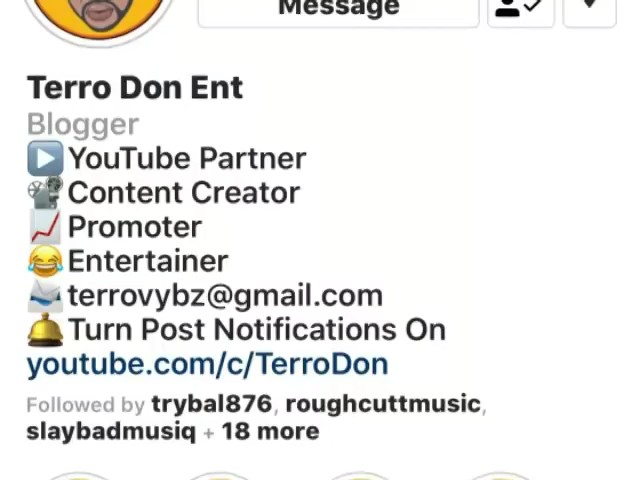 Message
Terro Don Ent
Blogger
YouTube Partner
Content Creator
Promoter
Entertainer
terrovybz@gmail.com
Turn Post Notifications On
youtube.com/c/TerroDon
Followed by trybal876, roughcuttmusic,
slaybadmusiq + 18 more